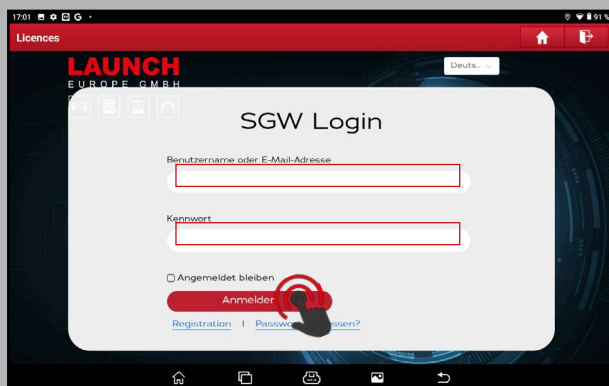 17:01
91 %
Licences
LAUNCH
EUROPE GMBH
Deuts...
SGW Login
Benutzername oder E-Mail-Adresse
Kennwort
Angemeldet bleiben
Anmelden
Registration | Passwo ssen?